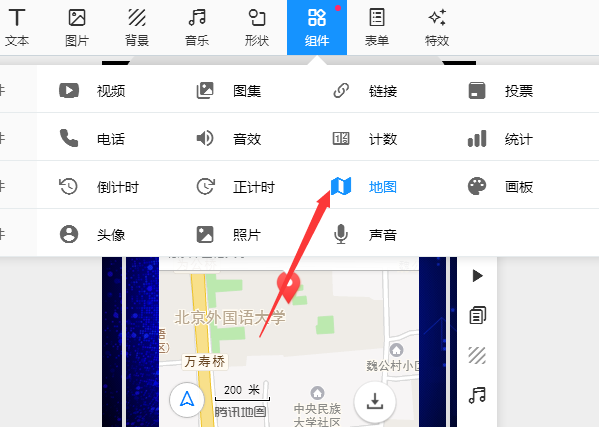 文本 图片 背景 音乐 形状 组件 表单 特效
件 视频 图集 链接 投票
件 电话 音效 计数 统计
件 倒计时 正计时 地图 画板
件 头像 照片 声音
北京外国语大学
语
区)
万寿桥
魏公村小区
200 米
腾讯地图
中央民族
大学社区